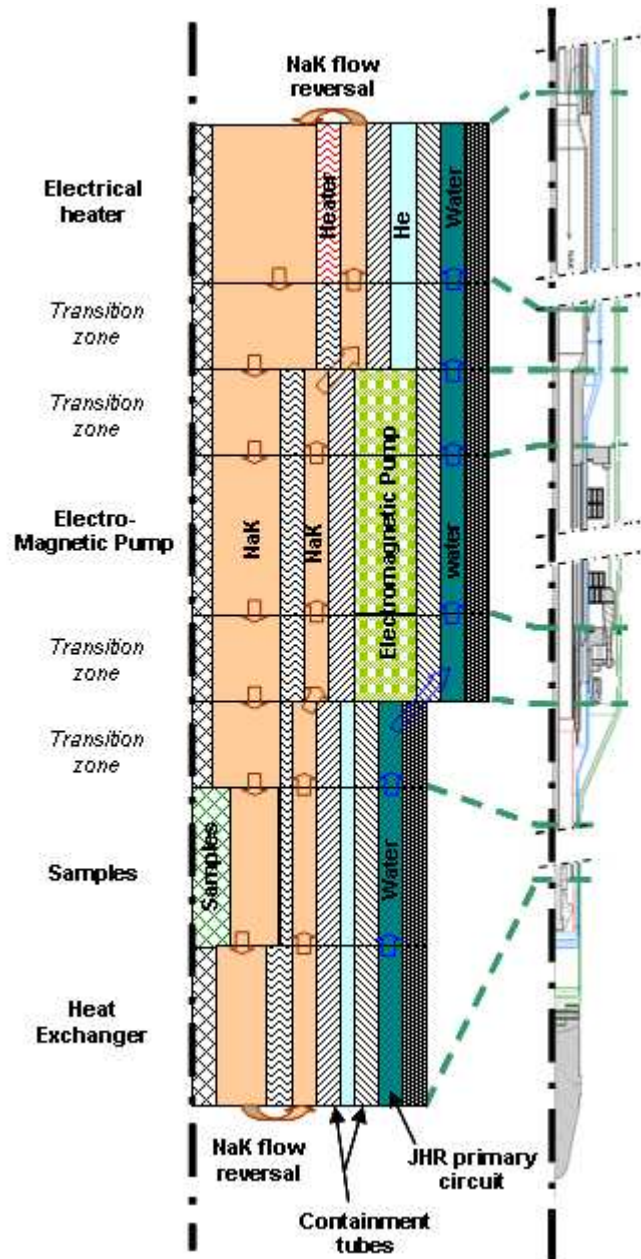 NaK flow
reversal
Electrical
heater
Heater
He
Water
Transition
zone
Transition
zone
Electro-
Magnetic Pump
NaK
NaK
Electromagnetic Pump
water
Transition
zone
Transition
zone
Samples
Samples
Water
Heat
Exchanger
NaK flow
reversal
JHR primary
circuit
Containment
tubes